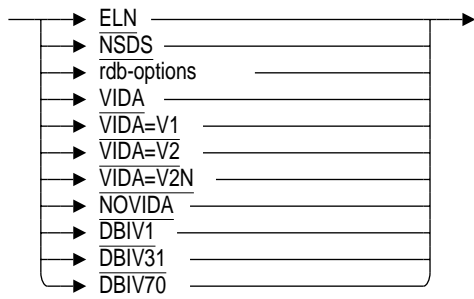 ELN
NSDS
rdb-options
VIDA
VIDA=V1
VIDA=V2
VIDA=V2N
NOVIDA
DBIV1
DBIV31
DBIV70